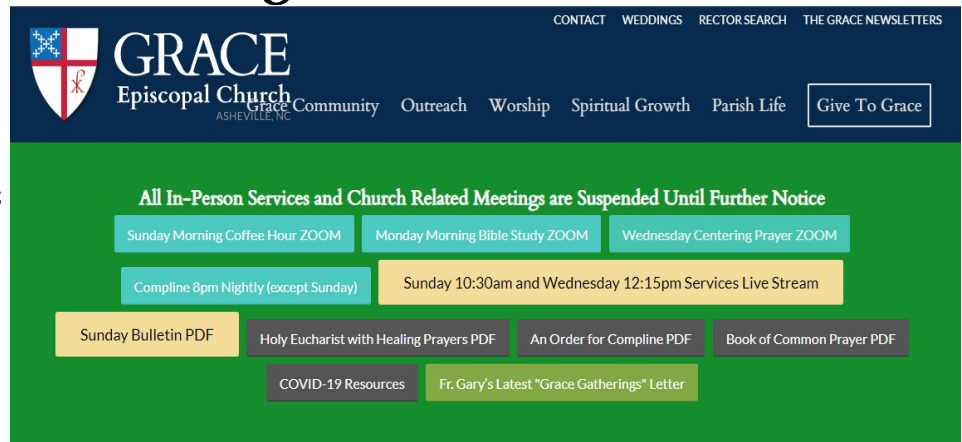 CONTACT WEDDINGS RECTOR SEARCH THE GRACE NEWSLETTERS
GRACE
Episcopal Church
ASHEVILLE, NC
Grace Community Outreach Worship Spiritual Growth Parish Life Give To Grace
All In-Person Services and Church Related Meetings are Suspended Until Further Notice
Sunday Morning Coffee Hour ZOOM Monday Morning Bible Study ZOOM Wednesday Centering Prayer ZOOM
Compline 8pm Nightly (except Sunday) Sunday 10:30am and Wednesday 12:15pm Services Live Stream
Sunday Bulletin PDF Holy Eucharist with Healing Prayers PDF An Order for Compline PDF Book of Common Prayer PDF
COVID-19 Resources Fr. Gary's Latest "Grace Gatherings" Letter